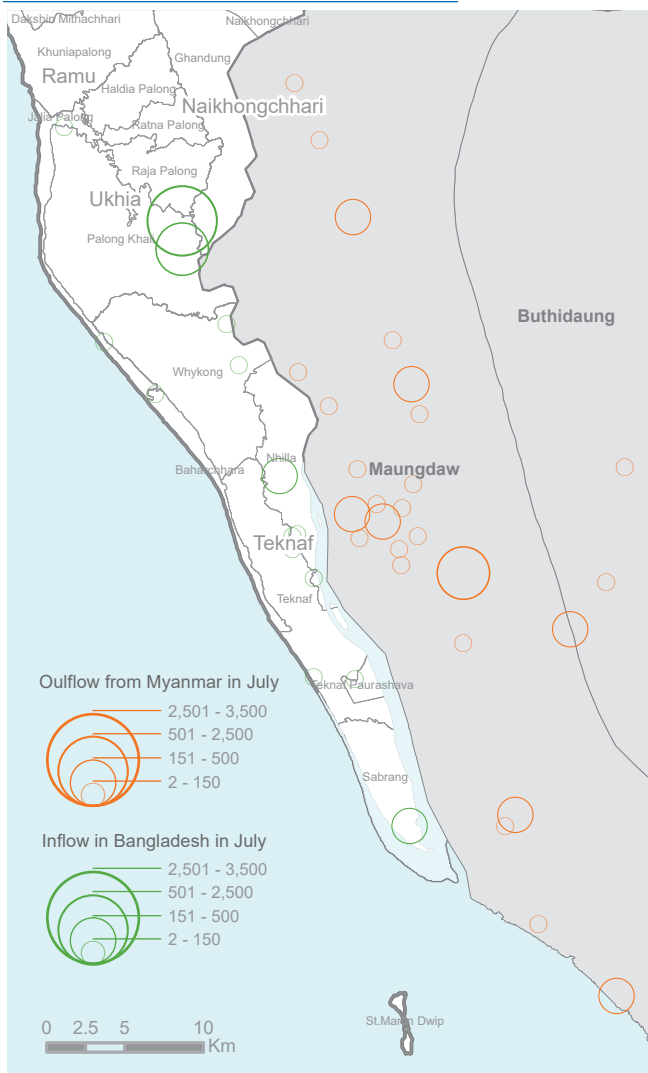 Dakship Mithachhari
Naikhongchhari
Khuniapalong
Ghandung
Ramu
Haldia Palong
Naikhongchhari
Jalia Palong
Ratna Palong
Raja Palong
Ukhia
Palong Khali
Buthidaung
Whykong
Nhilla
Baharchhara
Maungdaw
Teknaf
Teknaf
Oulflow from Myanmar in July
Teknaf Paurashava
2,501 - 3,500
501 - 2,500
151 - 500
2 - 150
Sabrang
Inflow in Bangladesh in July
2,501 - 3,500
501 - 2,500
151 - 500
2 - 150
St.Martin Dwip
0 2.5 5 10
Km